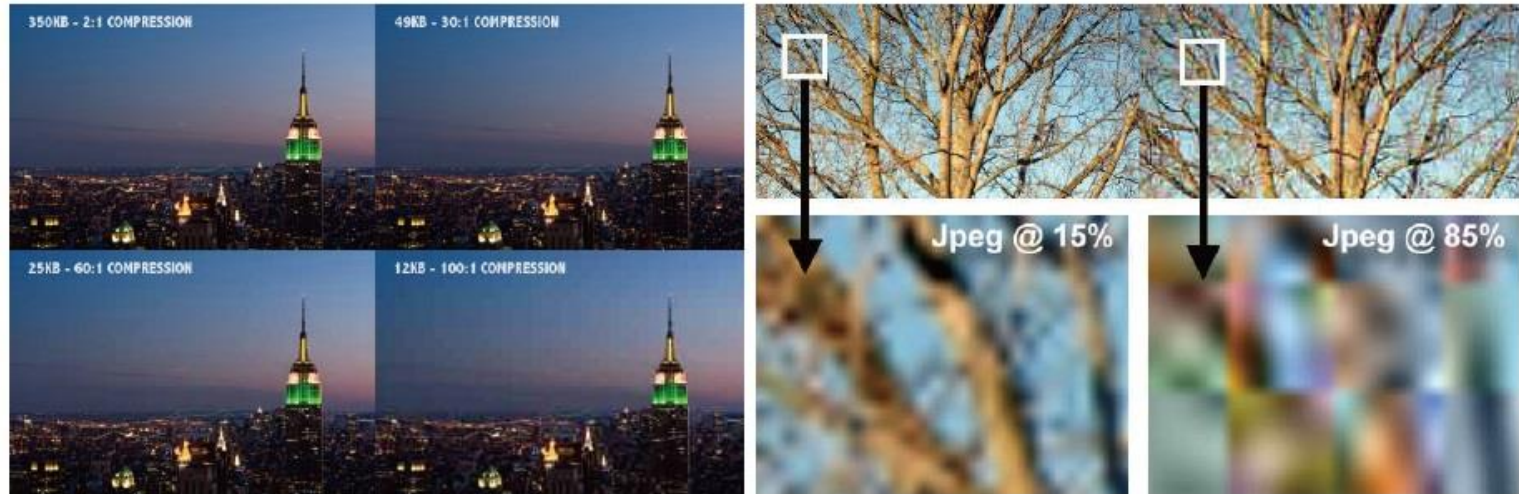 350KB - 2:1 COMPRESSION
49KB - 30:1 COMPRESSION
25KB - 60:1 COMPRESSION
12KB - 100:1 COMPRESSION
Jpeg @ 15%
Jpeg @ 85%